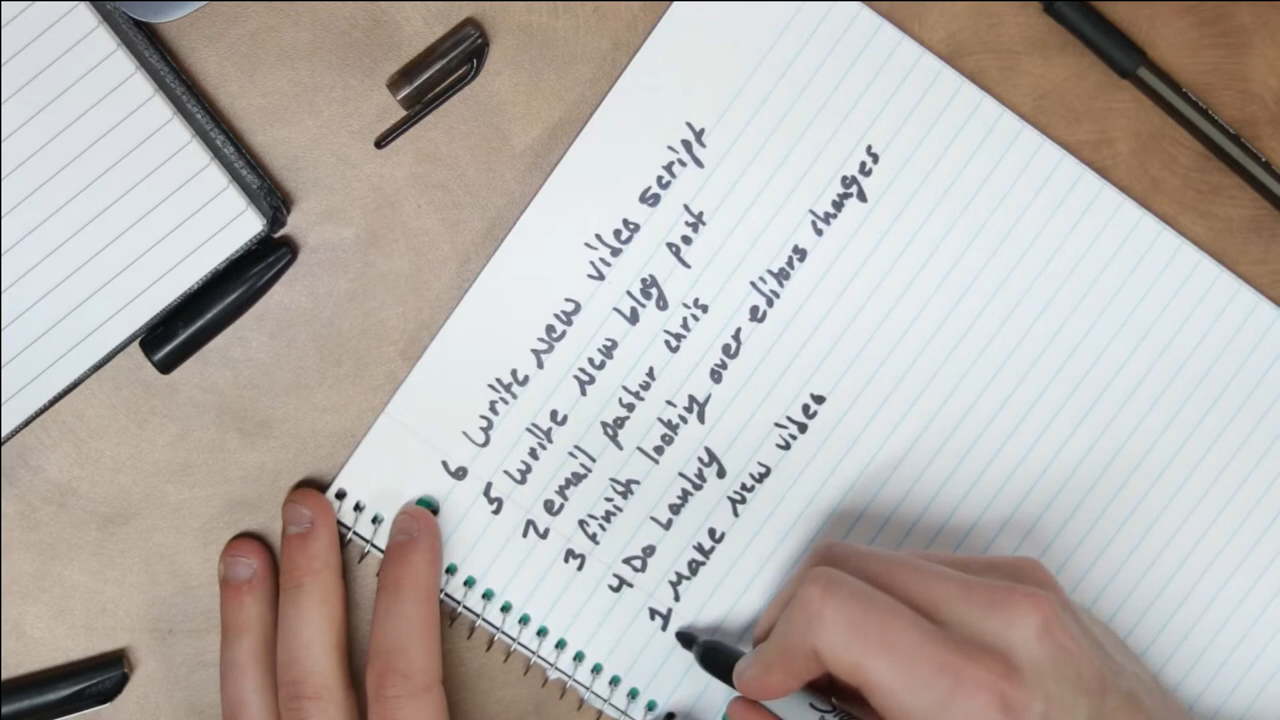 6 Write New video script
5 Write New blog post
2 email pastor chris
3 finish looking over editors changes
4 Do Landry
1 Make New video